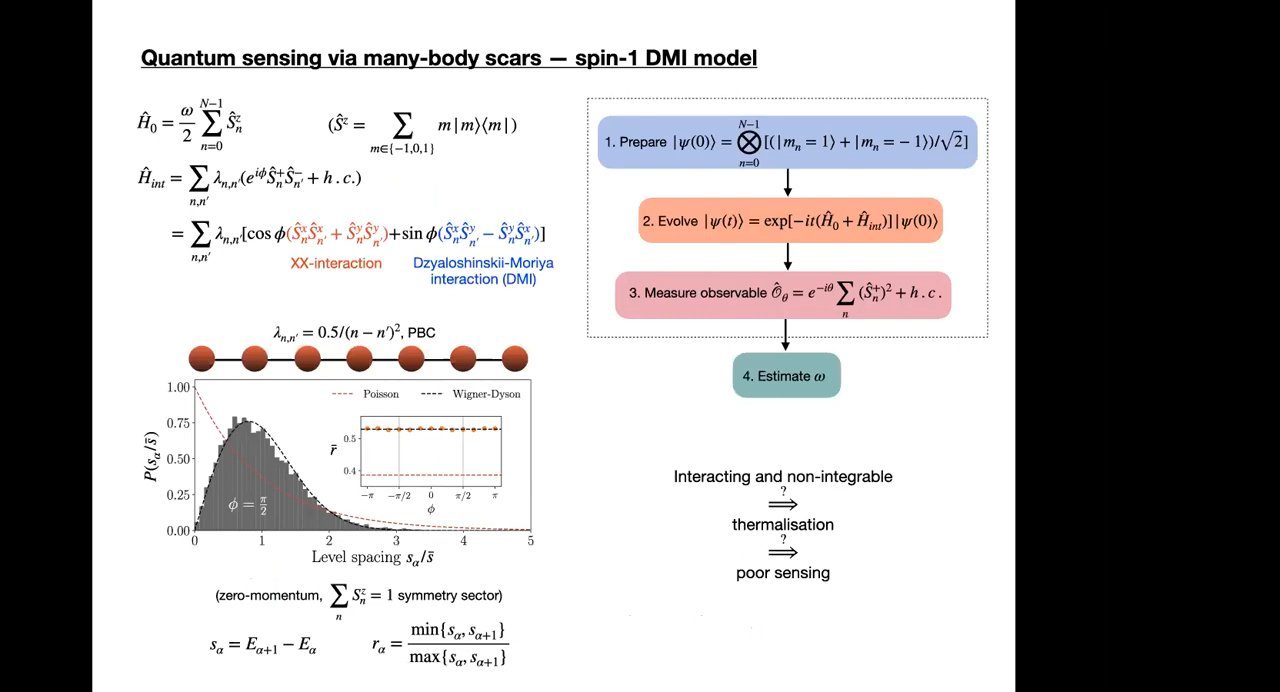 Quantum sensing via many-body scars — spin-1 DMI model
Ĥ₀ = ω/2 ∑_{n=0}^{N−1} Ŝ_n^z
(Ŝ^z = ∑_{m∈{−1,0,1}} m|m⟩⟨m|)
Ĥ_int = ∑_{n,n′} λ_{n,n′}(e^{iϕ}Ŝ_n^+Ŝ_{n′}^− + h.c.)
= ∑_{n,n′} λ_{n,n′}[cos ϕ(Ŝ_n^xŜ_{n′}^x + Ŝ_n^yŜ_{n′}^y)+sin ϕ(Ŝ_n^xŜ_{n′}^y − Ŝ_n^yŜ_{n′}^x)]
XX-interaction
Dzyaloshinskii-Moriya
interaction (DMI)
λ_{n,n′} = 0.5/(n − n′)², PBC
1.00
0.75
0.50
0.25
0.00
P(s_α/s̄)
Poisson
Wigner-Dyson
r̄
0.5
0.4
−π
−π/2
0
π/2
π
ϕ
ϕ = π/2
0
1
2
3
4
5
Level spacing s_α/s̄
(zero-momentum, ∑_n S_n^z = 1 symmetry sector)
s_α = E_{α+1} − E_α
r_α = min{s_α, s_{α+1}} / max{s_α, s_{α+1}}
1. Prepare |ψ(0)⟩ = ⨂_{n=0}^{N−1} [(|m_n = 1⟩ + |m_n = − 1⟩)/√2]
2. Evolve |ψ(t)⟩ = exp[−it(Ĥ₀ + Ĥ_int)]|ψ(0)⟩
3. Measure observable Ô_θ = e^{−iθ} ∑_n (Ŝ_n^+)² + h.c.
4. Estimate ω
Interacting and non-integrable
?
⟹
thermalisation
?
⟹
poor sensing